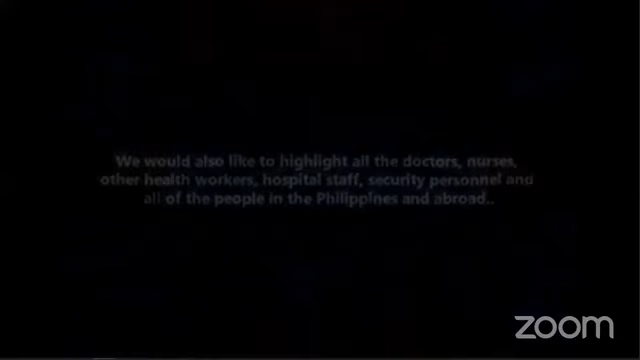 We would also like to highlight all the doctors, nurses,
other health workers, hospital staff, security personnel and
all of the people in the Philippines and abroad..
zoom